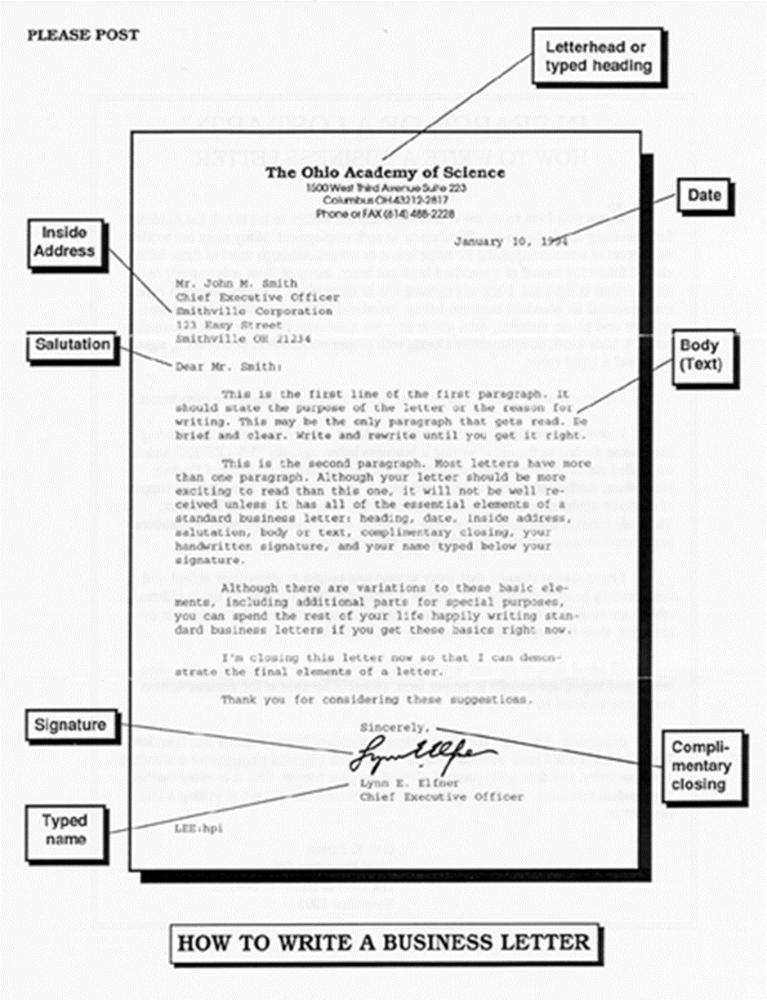 PLEASE POST
Letterhead or
typed heading
The Ohio Academy of Science
1500 West Third Avenue Suite 223
Columbus OH 43212-2817
Phone or FAX (614) 488-2228
Date
January 10, 1994
Inside
Address
Mr. John M. Smith
Chief Executive Officer
Smithville Corporation
123 Easy Street
Smithville OH 21234
Salutation
Dear Mr. Smith:
Body
(Text)
This is the first line of the first paragraph. It
should state the purpose of the letter or the reason for
writing. This may be the only paragraph that gets read. Be
brief and clear. Write and rewrite until you get it right.
This is the second paragraph. Most letters have more
than one paragraph. Although your letter should be more
exciting to read than this one, it will not be well re-
ceived unless it has all of the essential elements of a
standard business letter: heading, date, inside address,
salutation, body or text, complimentary closing, your
handwritten signature, and your name typed below your
signature.
Although there are variations to these basic ele-
ments, including additional parts for special purposes,
you can spend the rest of your life happily writing stan-
dard business letters if you get these basics right now.
I'm closing this letter now so that I can demon-
strate the final elements of a letter.
Thank you for considering these suggestions.
Signature
Sincerely,
Compli-
mentary
closing
Lynn E. Elfner
Lynn E. Elfner
Chief Executive Officer
Typed
name
LEE:hpi
HOW TO WRITE A BUSINESS LETTER